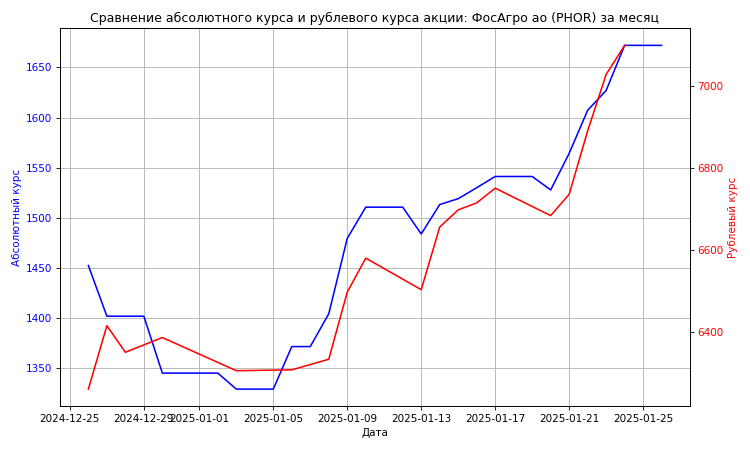 Сравнение абсолютного курса и рублевого курса акции: ФосАгро ао (PHOR) за месяц
1650
1600
1550
1500
1450
1400
1350
Абсолютный курс
7000
6800
6600
6400
Рублевый курс
2024-12-25 2024-12-29 2025-01-01 2025-01-05 2025-01-09 2025-01-13 2025-01-17 2025-01-21 2025-01-25
Дата